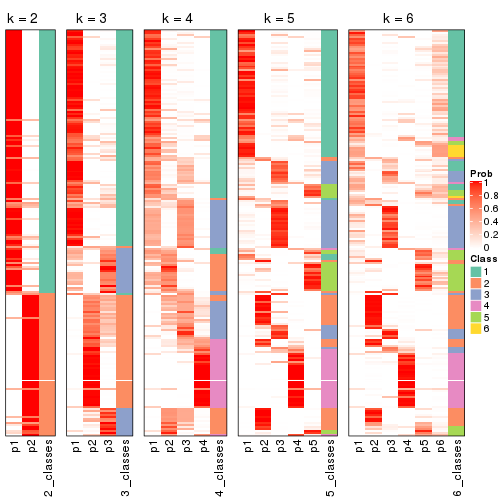 k = 2
k = 3
k = 4
k = 5
k = 6
p1
p2
2_classes
p1
p2
p3
3_classes
p1
p2
p3
p4
4_classes
p1
p2
p3
p4
p5
5_classes
p1
p2
p3
p4
p5
p6
6_classes
Prob
1
0.8
0.6
0.4
0.2
0
Class
1
2
3
4
5
6